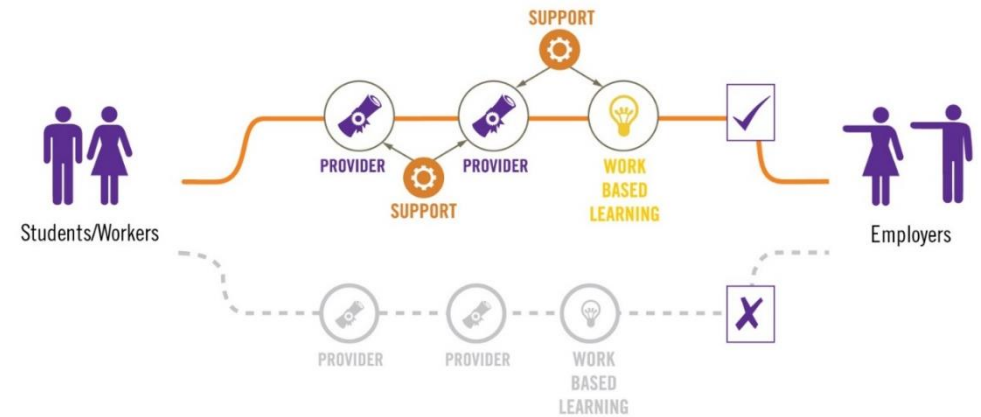 SUPPORT
PROVIDER
PROVIDER
WORK
BASED
LEARNING
SUPPORT
Students/Workers
Employers
PROVIDER
PROVIDER
WORK
BASED
LEARNING